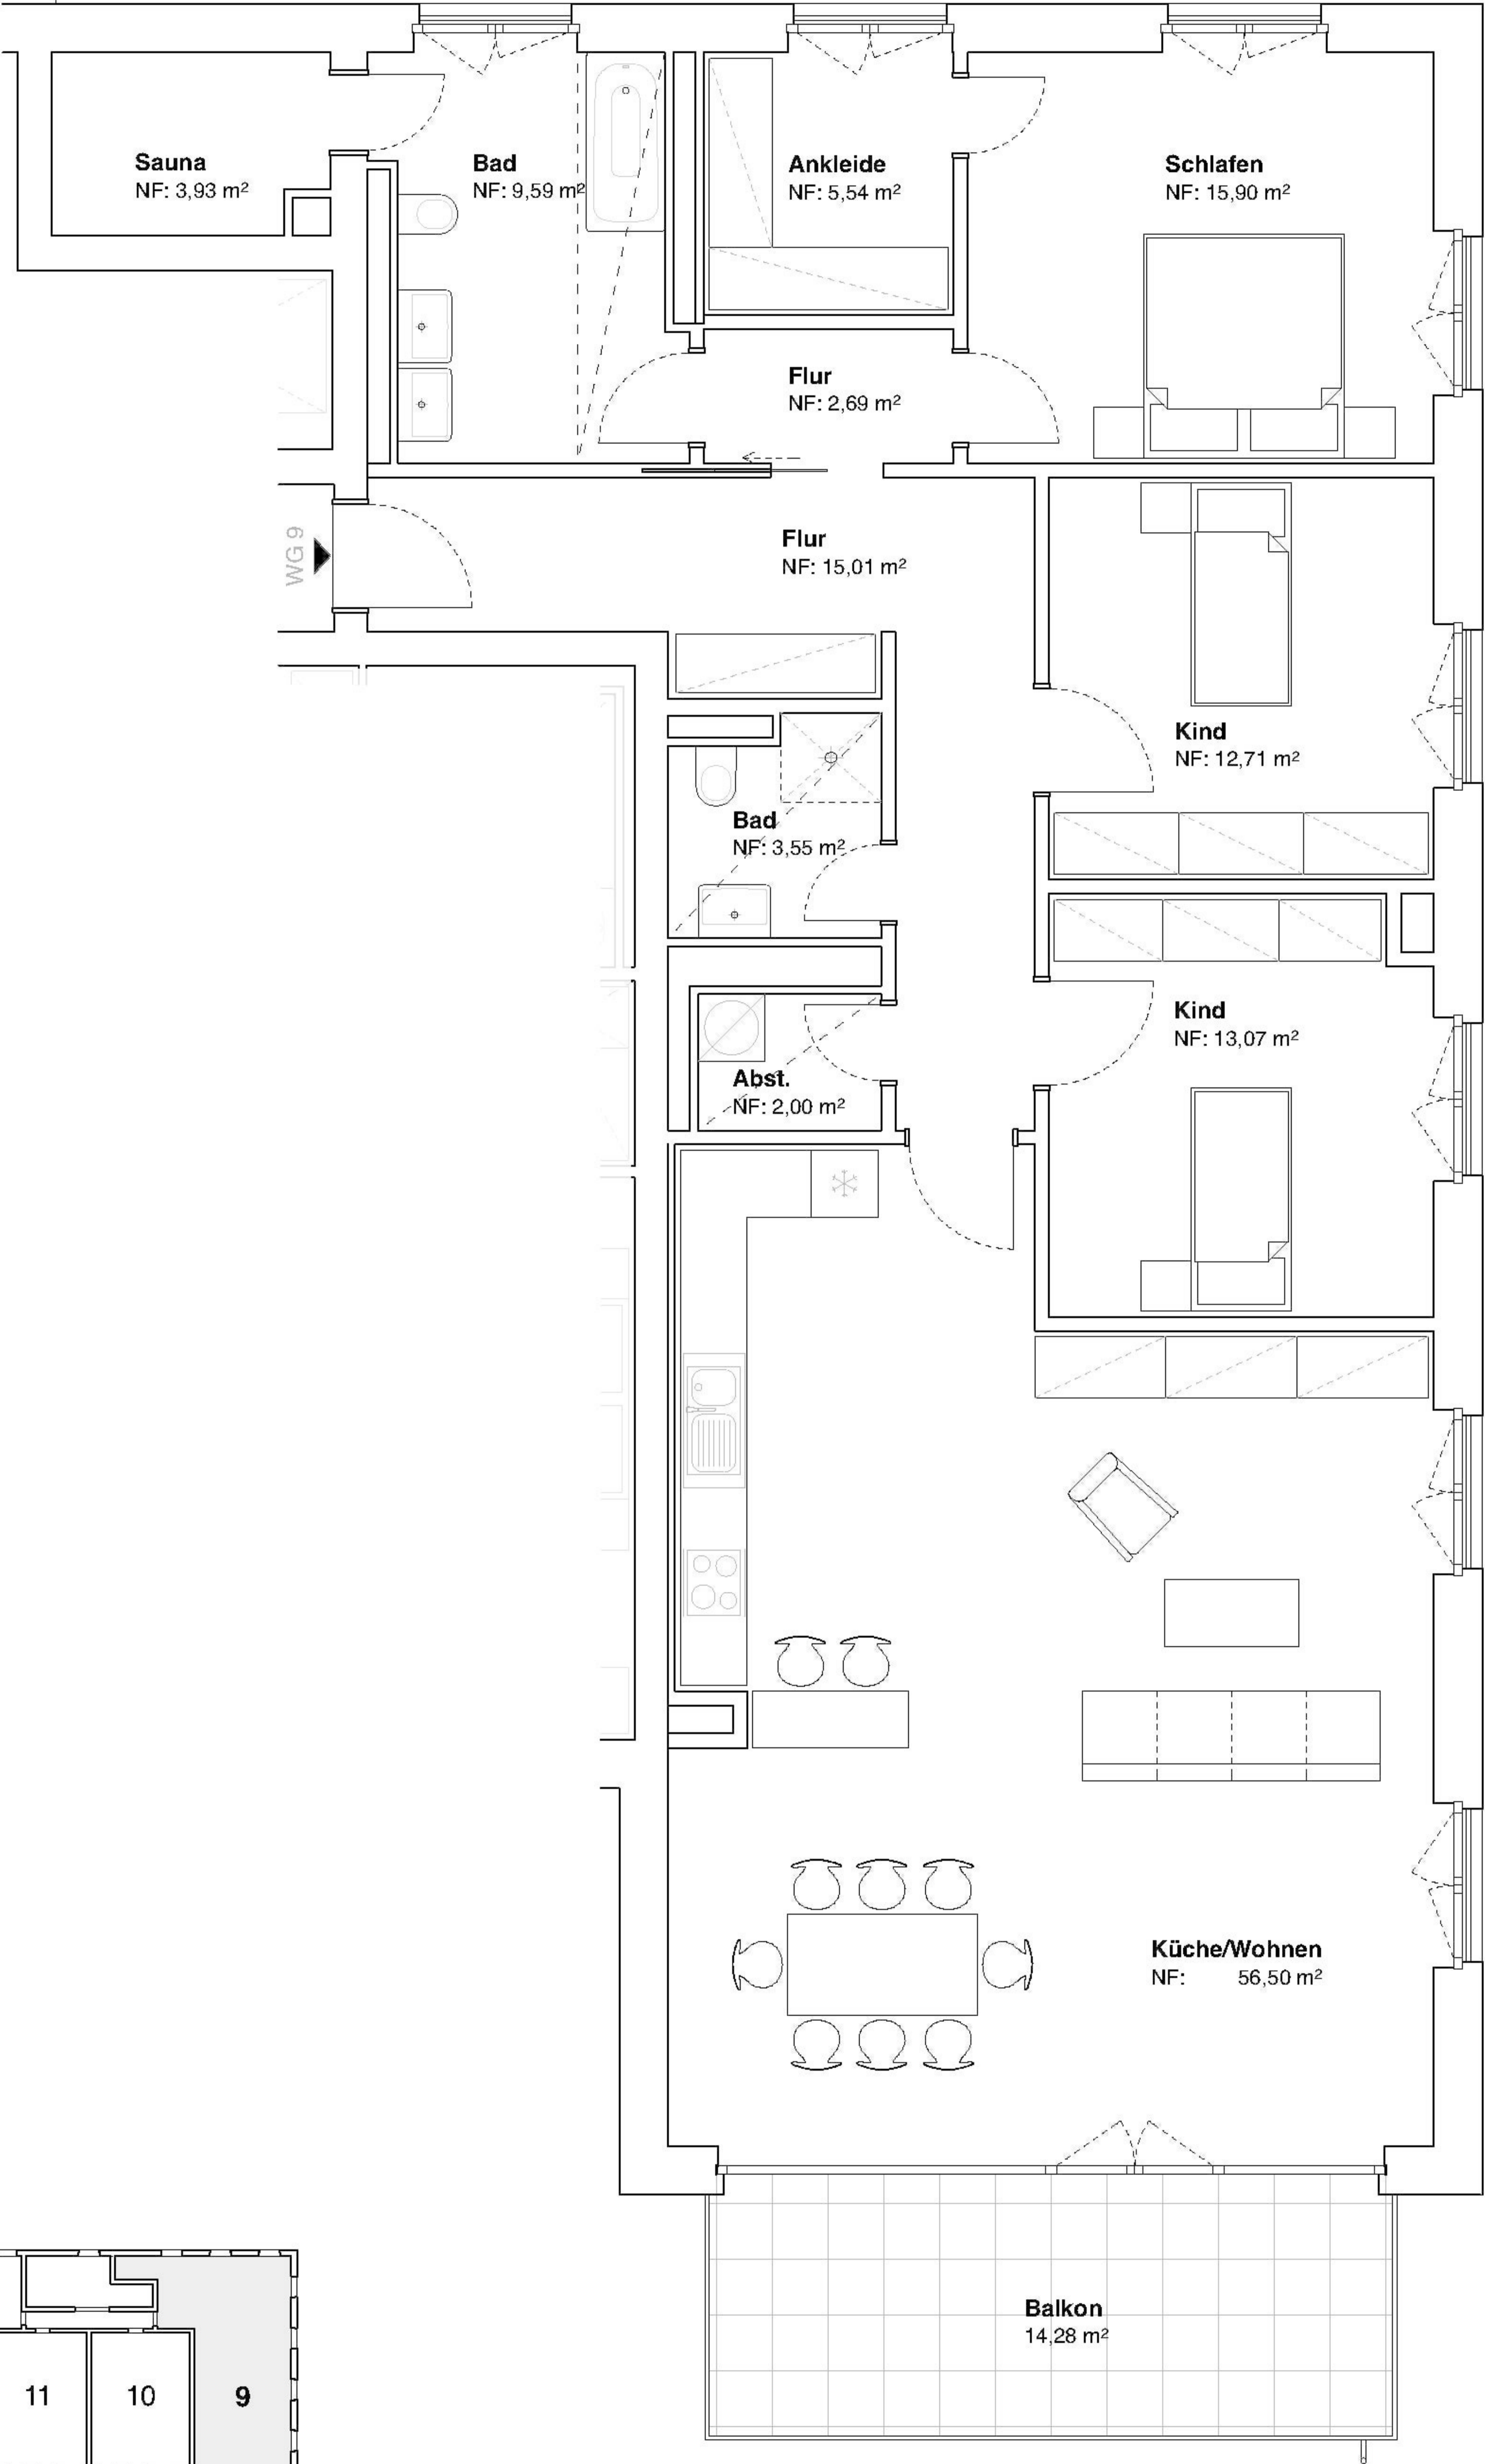 Sauna
NF: 3,93 m²
Bad
NF: 9,59 m²
Ankleide
NF: 5,54 m²
Schlafen
NF: 15,90 m²
Flur
NF: 2,69 m²
WG 9
Flur
NF: 15,01 m²
Kind
NF: 12,71 m²
Bad
NF: 3,55 m²
Kind
NF: 13,07 m²
Abst.
NF: 2,00 m²
Küche/Wohnen
NF: 56,50 m²
Balkon
14,28 m²
11
10
9